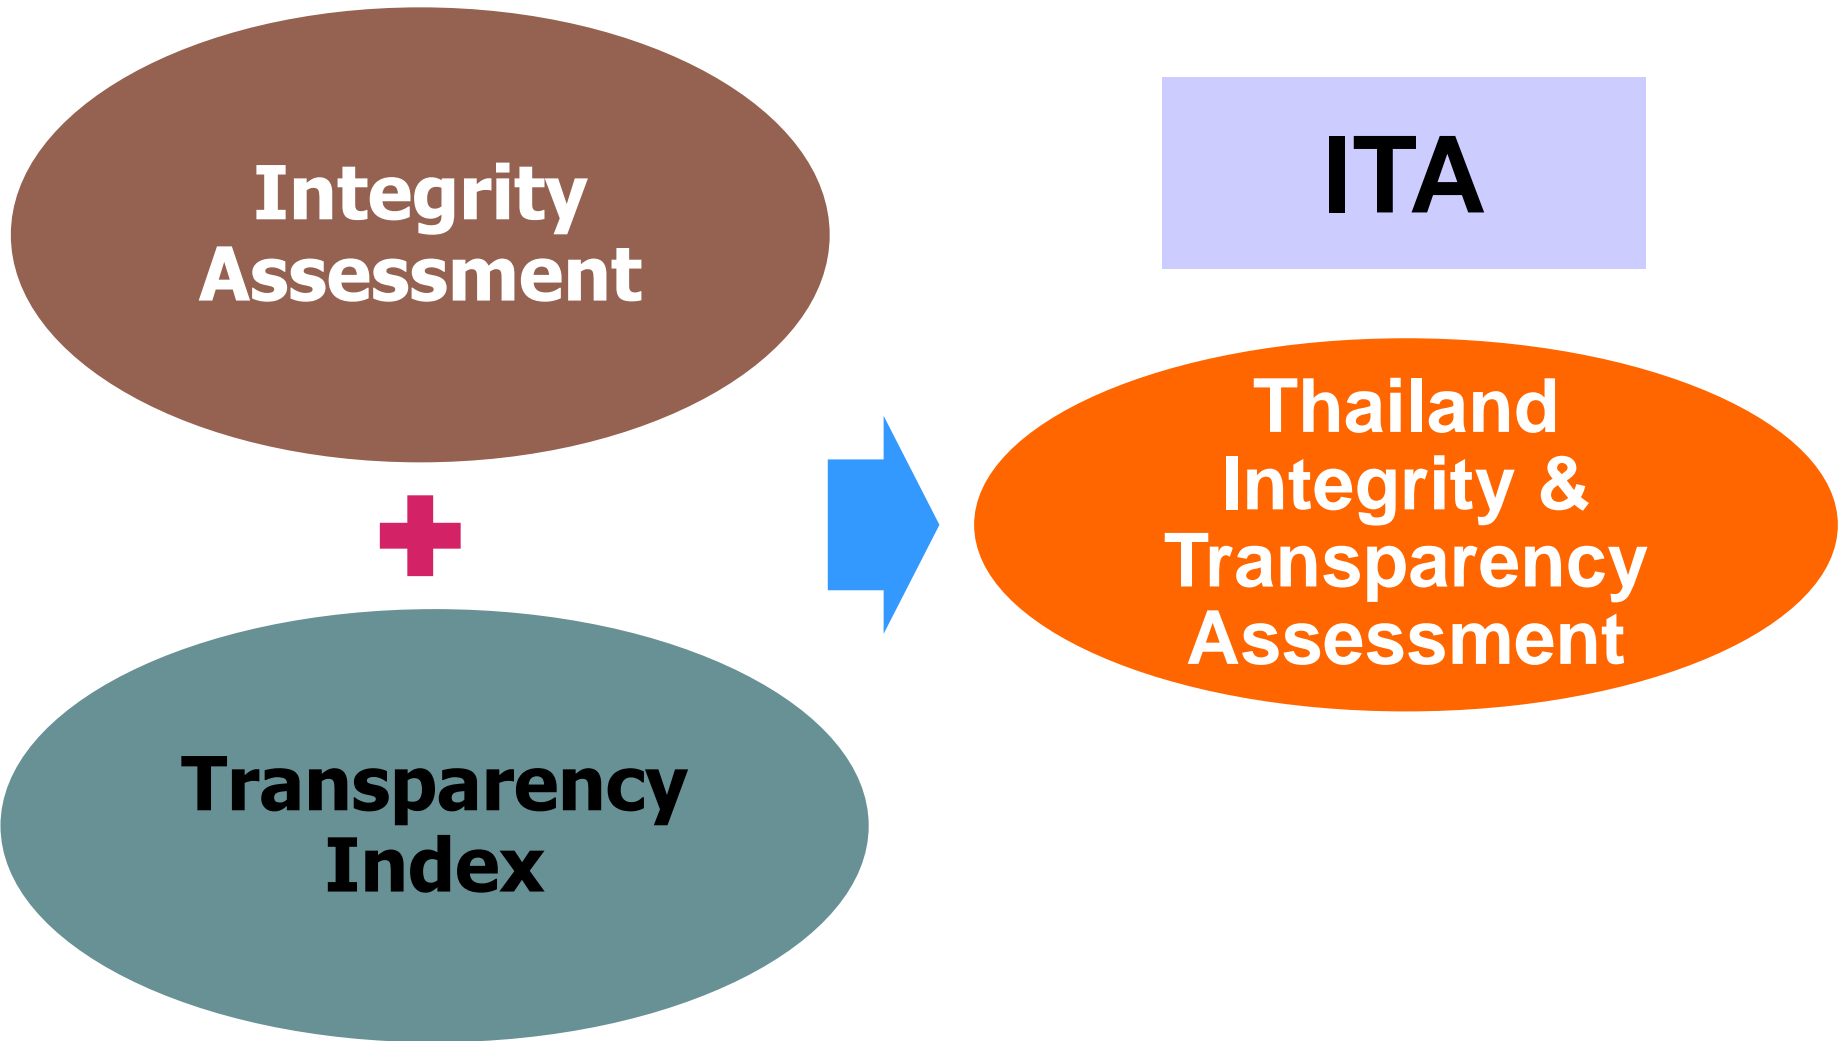 Integrity
Assessment
Transparency
Index
ITA
Thailand
Integrity &
Transparency
Assessment